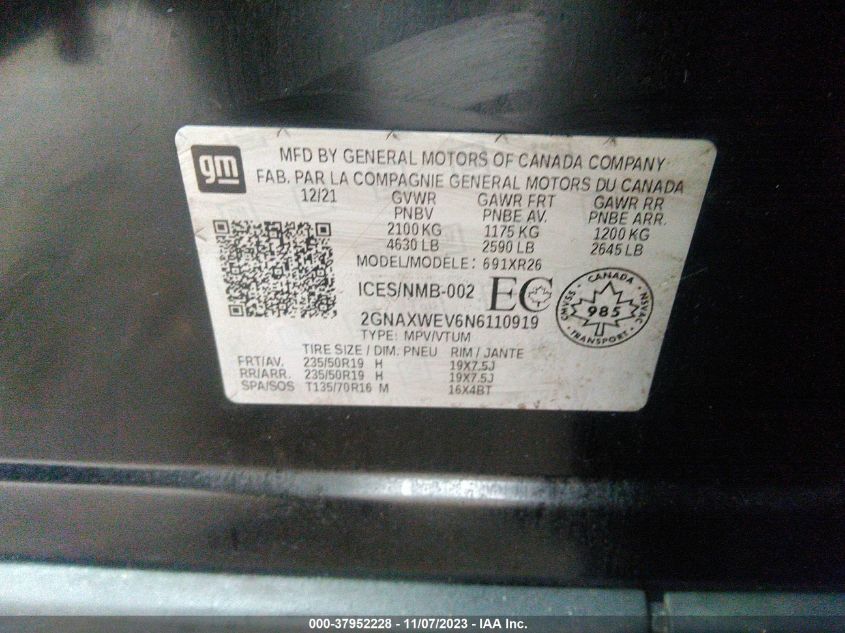 gm
MFD BY GENERAL MOTORS OF CANADA COMPANY
FAB. PAR LA COMPAGNIE GENERAL MOTORS DU CANADA
12/21 GVWR GAWR FRT GAWR RR
PNBV PNBE AV. PNBE ARR.
2100 KG 1175 KG 1200 KG
4630 LB 2590 LB 2645 LB
MODEL/MODÈLE: 691XR26
ICES/NMB-002 EC
CANADA
CMVSS 985 NSVAC
TRANSPORT
2GNAXWEV6N6110919
TYPE: MPV/VTUM
TIRE SIZE / DIM. PNEU RIM / JANTE
FRT/AV. 235/50R19 H 19X7.5J
RR/ARR. 235/50R19 H 19X7.5J
SPA/SOS T135/70R16 M 16X4BT
000-37952228 - 11/07/2023 - IAA Inc.